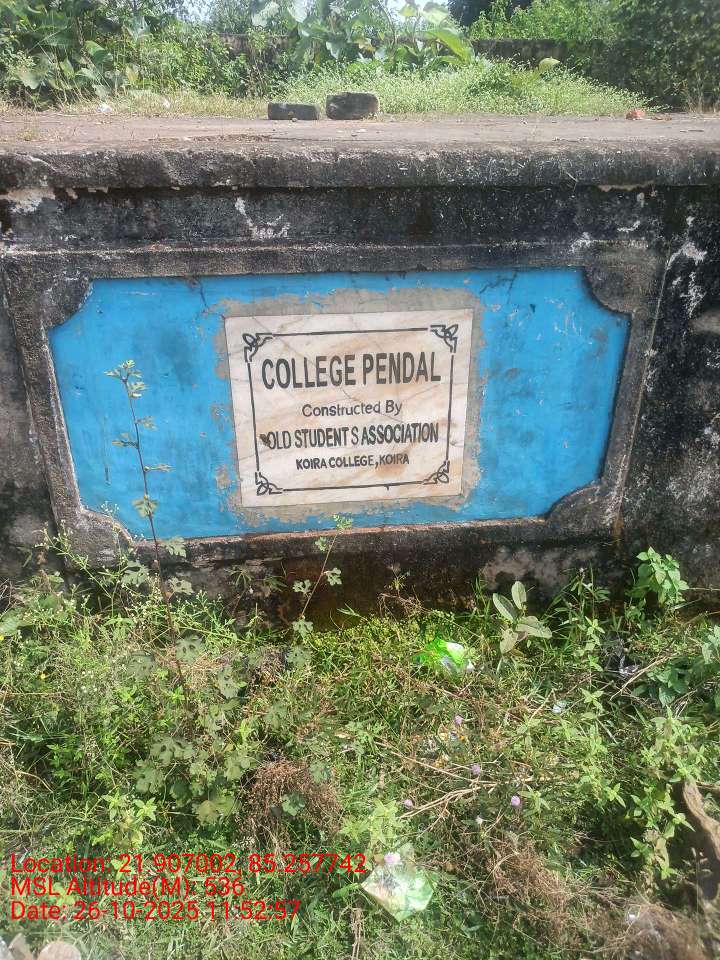 COLLEGE PENDAL
Constructed By
OLD STUDENT S ASSOCIATION
KOIRA COLLEGE, KOIRA
Location: 21.907002, 85.257742
MSL Altitude(M): 536
Date: 26-10-2025 11:52:57